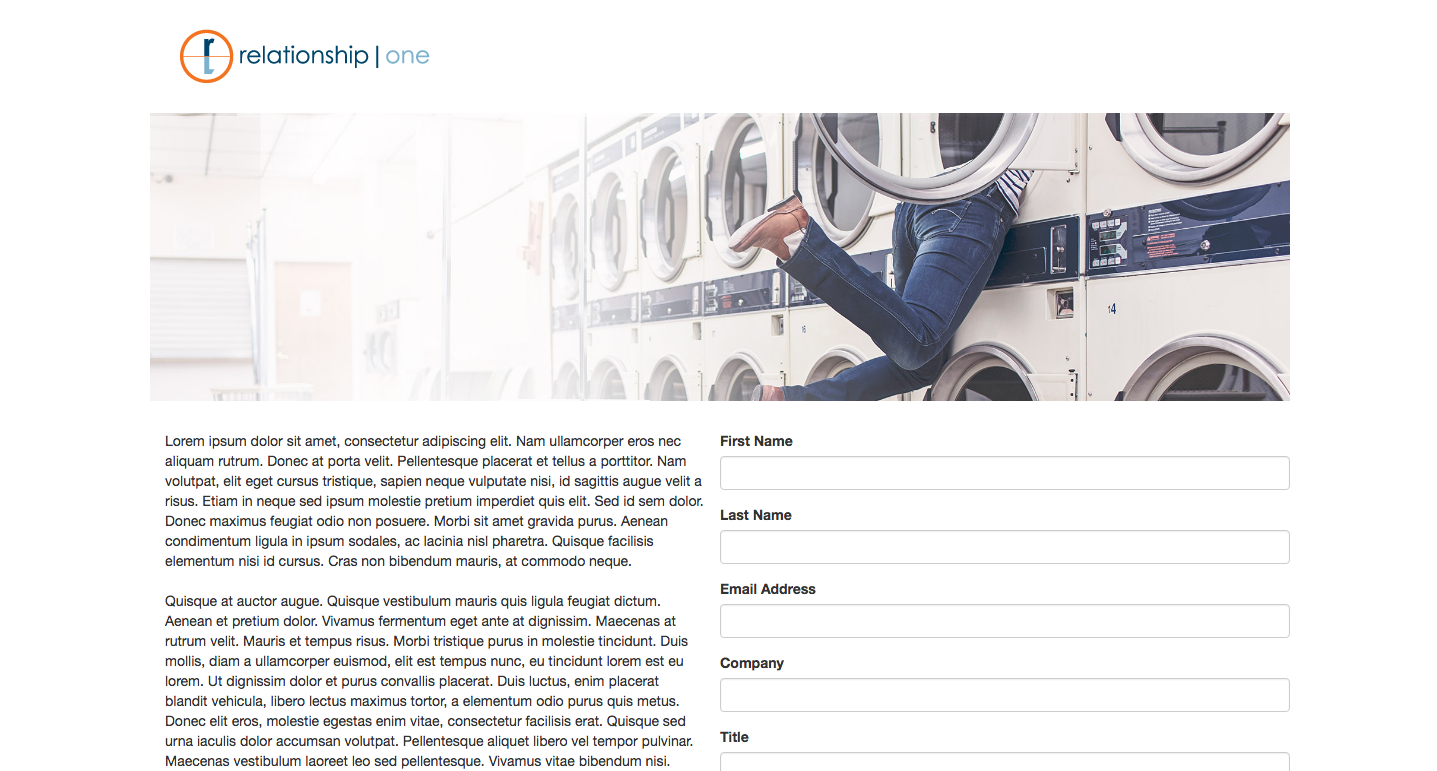 relationship | one
14
Lorem ipsum dolor sit amet, consectetur adipiscing elit. Nam ullamcorper eros nec
aliquam rutrum. Donec at porta velit. Pellentesque placerat et tellus a porttitor. Nam
volutpat, elit eget cursus tristique, sapien neque vulputate nisi, id sagittis augue velit a
risus. Etiam in neque sed ipsum molestie pretium imperdiet quis elit. Sed id sem dolor.
Donec maximus feugiat odio non posuere. Morbi sit amet gravida purus. Aenean
condimentum ligula in ipsum sodales, ac lacinia nisl pharetra. Quisque facilisis
elementum nisi id cursus. Cras non bibendum mauris, at commodo neque.
Quisque at auctor augue. Quisque vestibulum mauris quis ligula feugiat dictum.
Aenean et pretium dolor. Vivamus fermentum eget ante at dignissim. Maecenas at
rutrum velit. Mauris et tempus risus. Morbi tristique purus in molestie tincidunt. Duis
mollis, diam a ullamcorper euismod, elit est tempus nunc, eu tincidunt lorem est eu
lorem. Ut dignissim dolor et purus convallis placerat. Duis luctus, enim placerat
blandit vehicula, libero lectus maximus tortor, a elementum odio purus quis metus.
Donec elit eros, molestie egestas enim vitae, consectetur facilisis erat. Quisque sed
urna iaculis dolor accumsan volutpat. Pellentesque aliquet libero vel tempor pulvinar.
Maecenas vestibulum laoreet leo sed pellentesque. Vivamus vitae bibendum nisi.
First Name
Last Name
Email Address
Company
Title